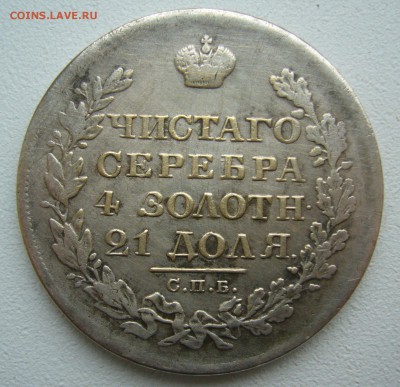 COINS.LAVE.RU
ЧИСТАГО
СЕРЕБРА
4 ЗОЛОТН.
21 ДОЛЯ.
С.П.Б.